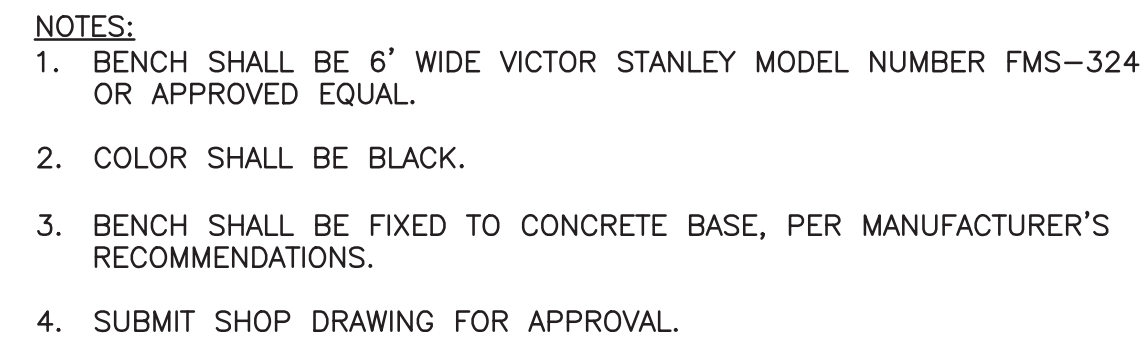 NOTES:
1. BENCH SHALL BE 6' WIDE VICTOR STANLEY MODEL NUMBER FMS-324
OR APPROVED EQUAL.
2. COLOR SHALL BE BLACK.
3. BENCH SHALL BE FIXED TO CONCRETE BASE, PER MANUFACTURER'S
RECOMMENDATIONS.
4. SUBMIT SHOP DRAWING FOR APPROVAL.